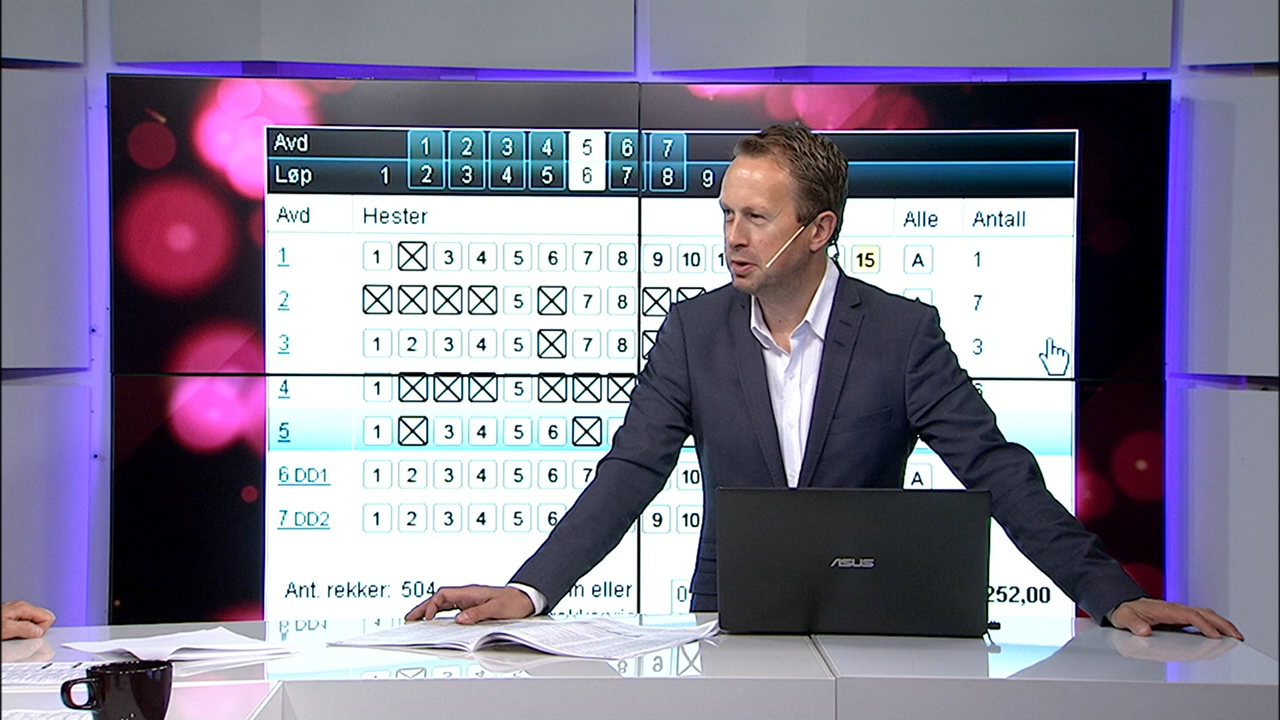 Avd 1 2 3 4 5 6 7
Løp 1 2 3 4 5 6 7 8 9
Avd Hester Alle Antall
1 1 3 4 5 6 7 8 9 10 15 A 1
2 5 7 8 7
3 1 2 3 4 5 7 8 3
4 1 5
5 1 3 4 5 6
6 DD1 1 2 3 4 5 6 7 10 A
7 DD2 1 2 3 4 5 6 9 10
Ant. rekker: 504 eller 252,00
ASUS